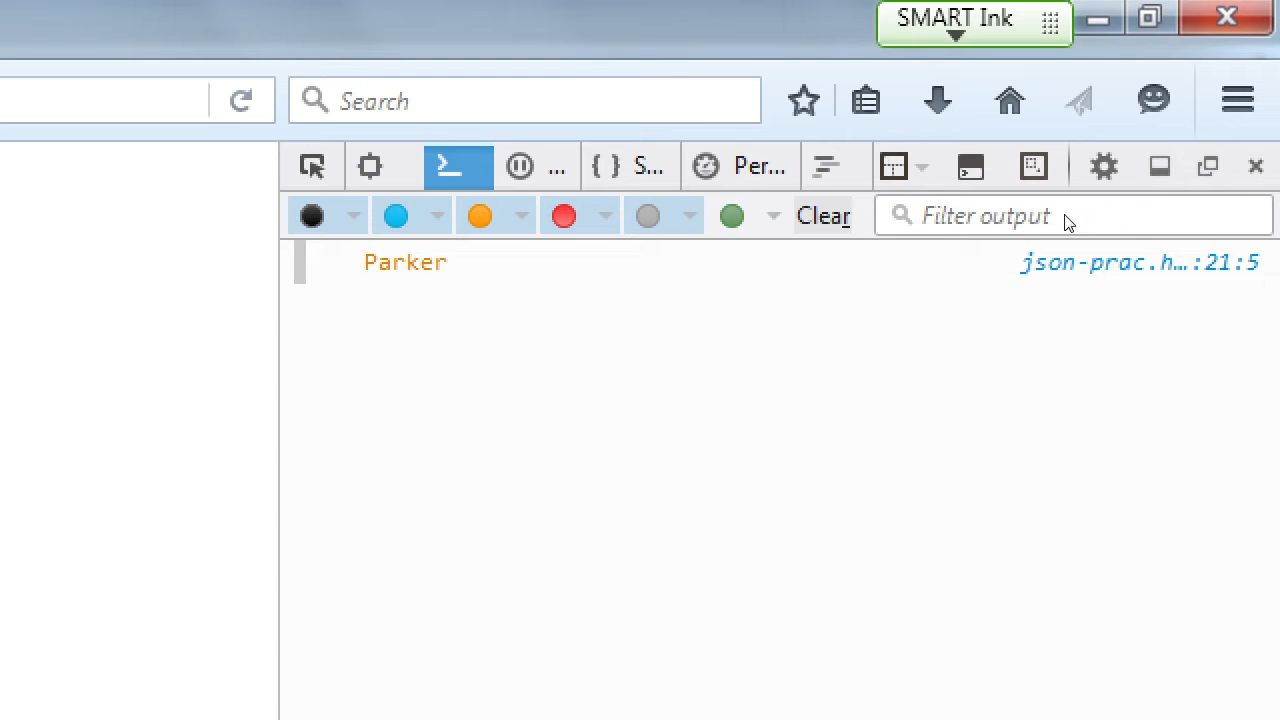 SMART Ink
Search
... S... Per...
Clear Filter output
Parker json-prac.h…:21:5